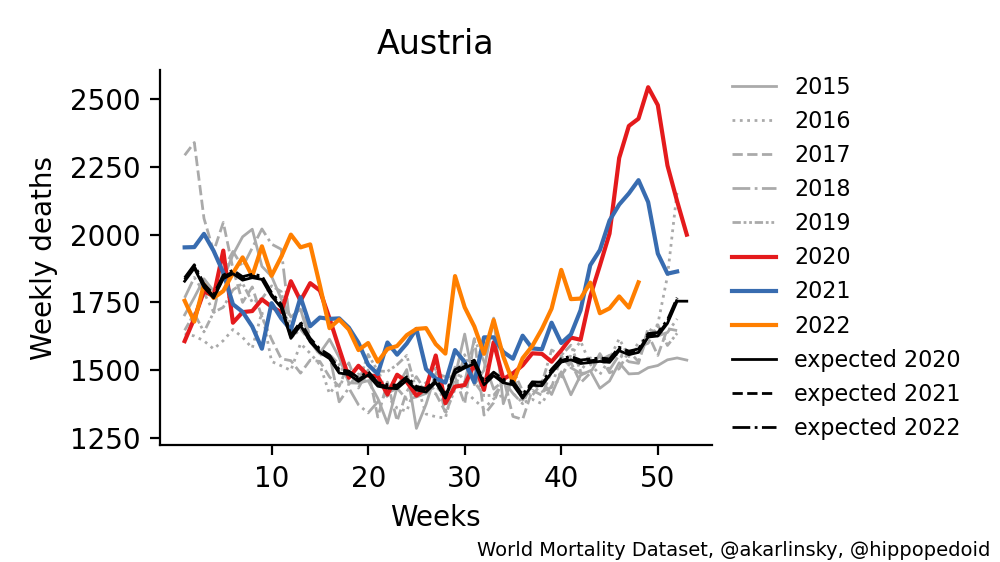 Austria
Weekly deaths
2500
2250
2000
1750
1500
1250
10 20 30 40 50
Weeks
2015
2016
2017
2018
2019
2020
2021
2022
expected 2020
expected 2021
expected 2022
World Mortality Dataset, @akarlinsky, @hippopedoid